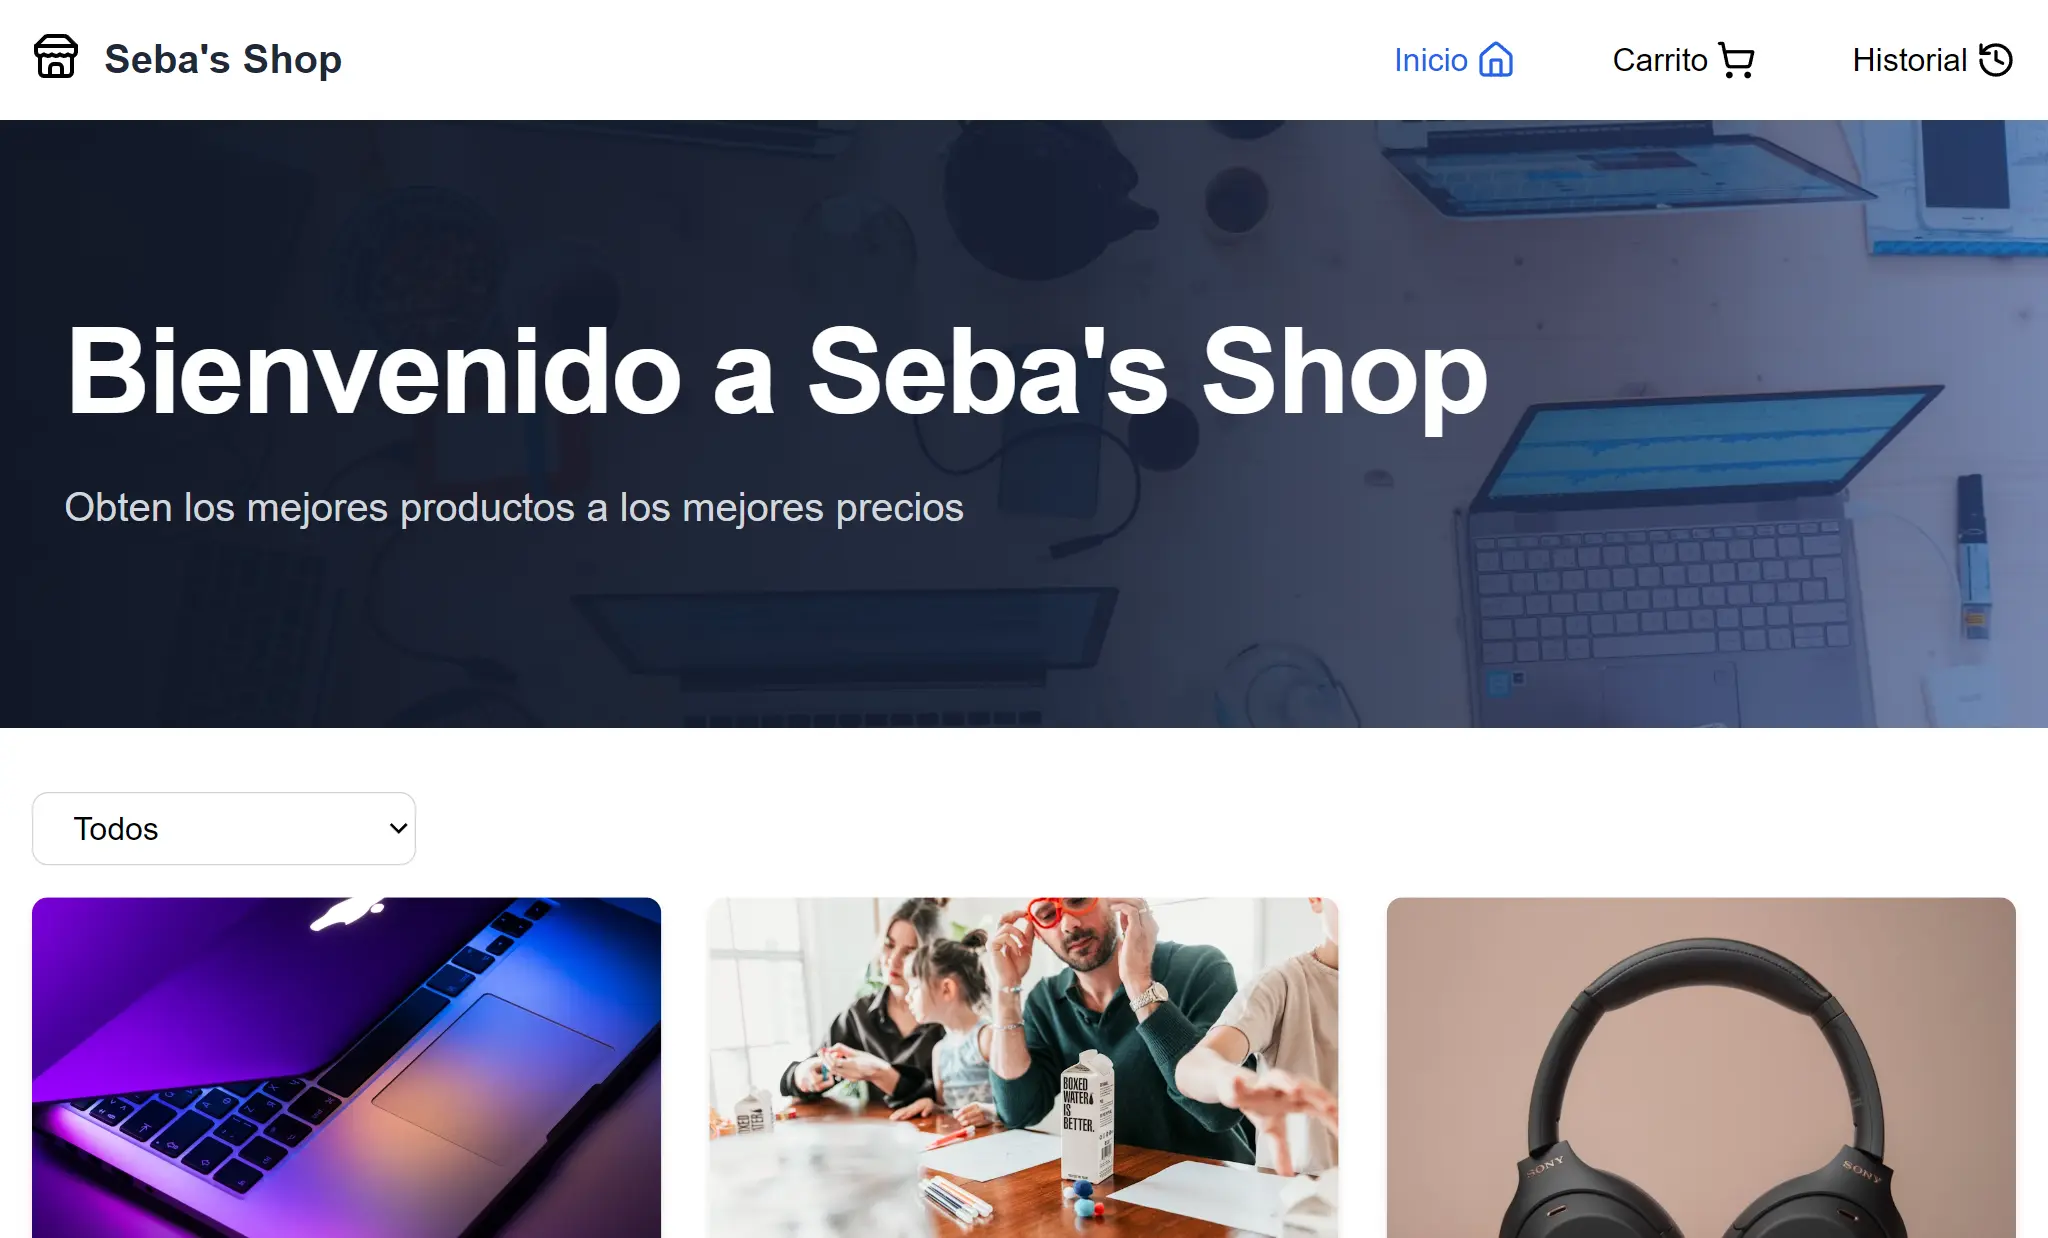 Seba's Shop
Inicio
Carrito
Historial
Bienvenido a Seba's Shop
Obten los mejores productos a los mejores precios
Todos
BOXED
WATER
IS
BETTER.
SONY
SONY